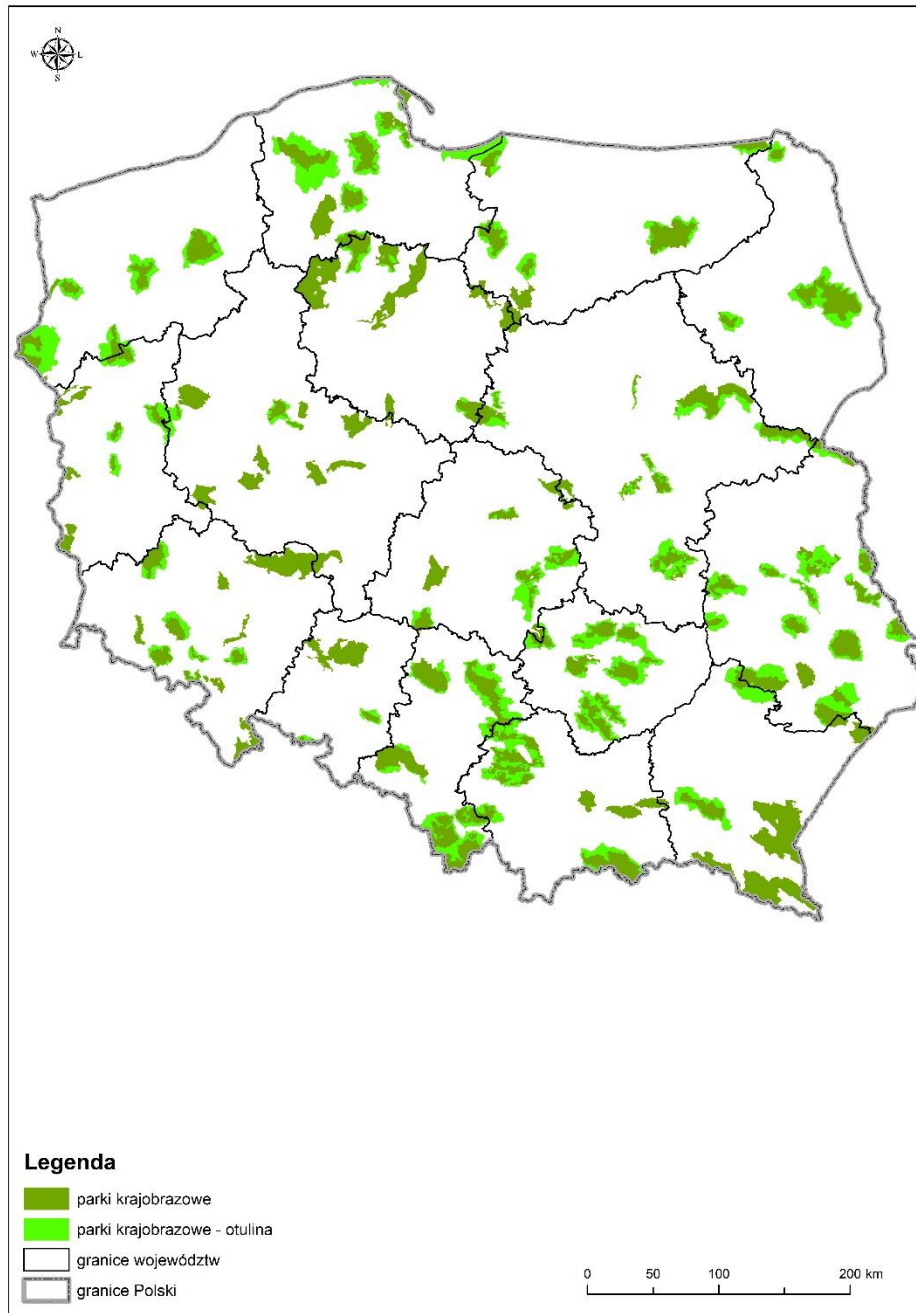 N
W L
S
Legenda
parki krajobrazowe
parki krajobrazowe - otulina
granice województw
granice Polski
0 50 100 200 km